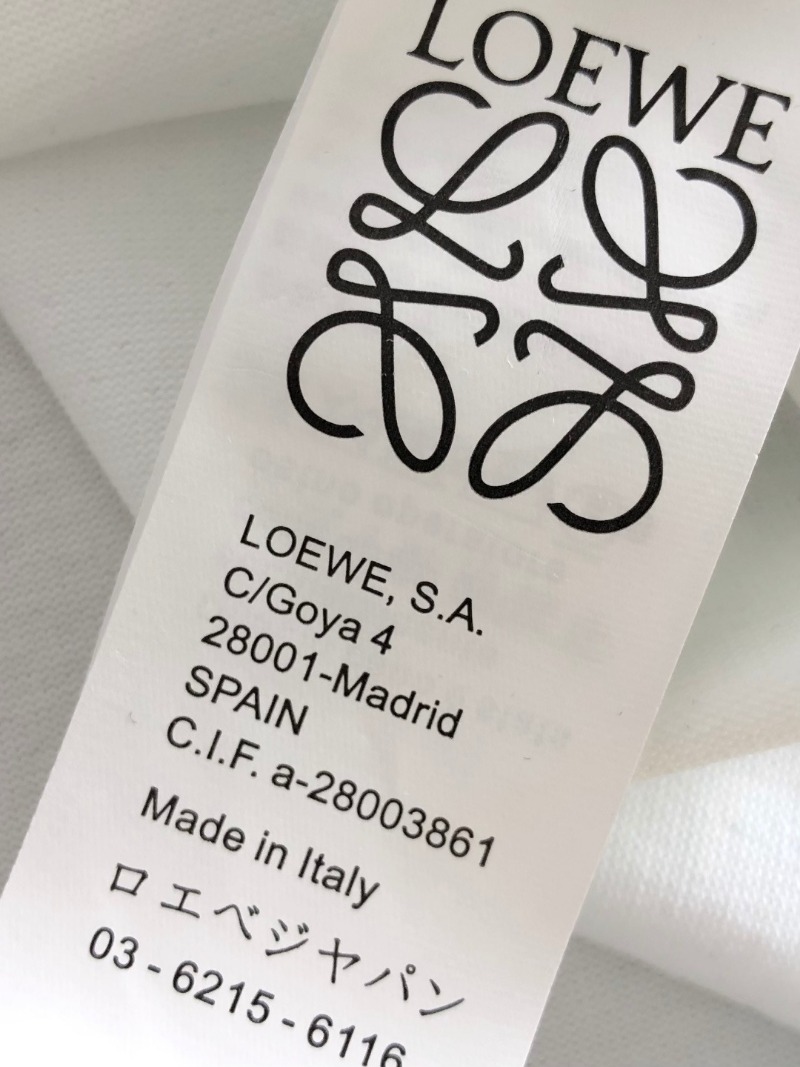 LOEWE
LOEWE, S.A.
C/Goya 4
28001-Madrid
SPAIN
C.I.F. a-28003861
Made in Italy
ロエベジャパン
03 - 6215 - 6116